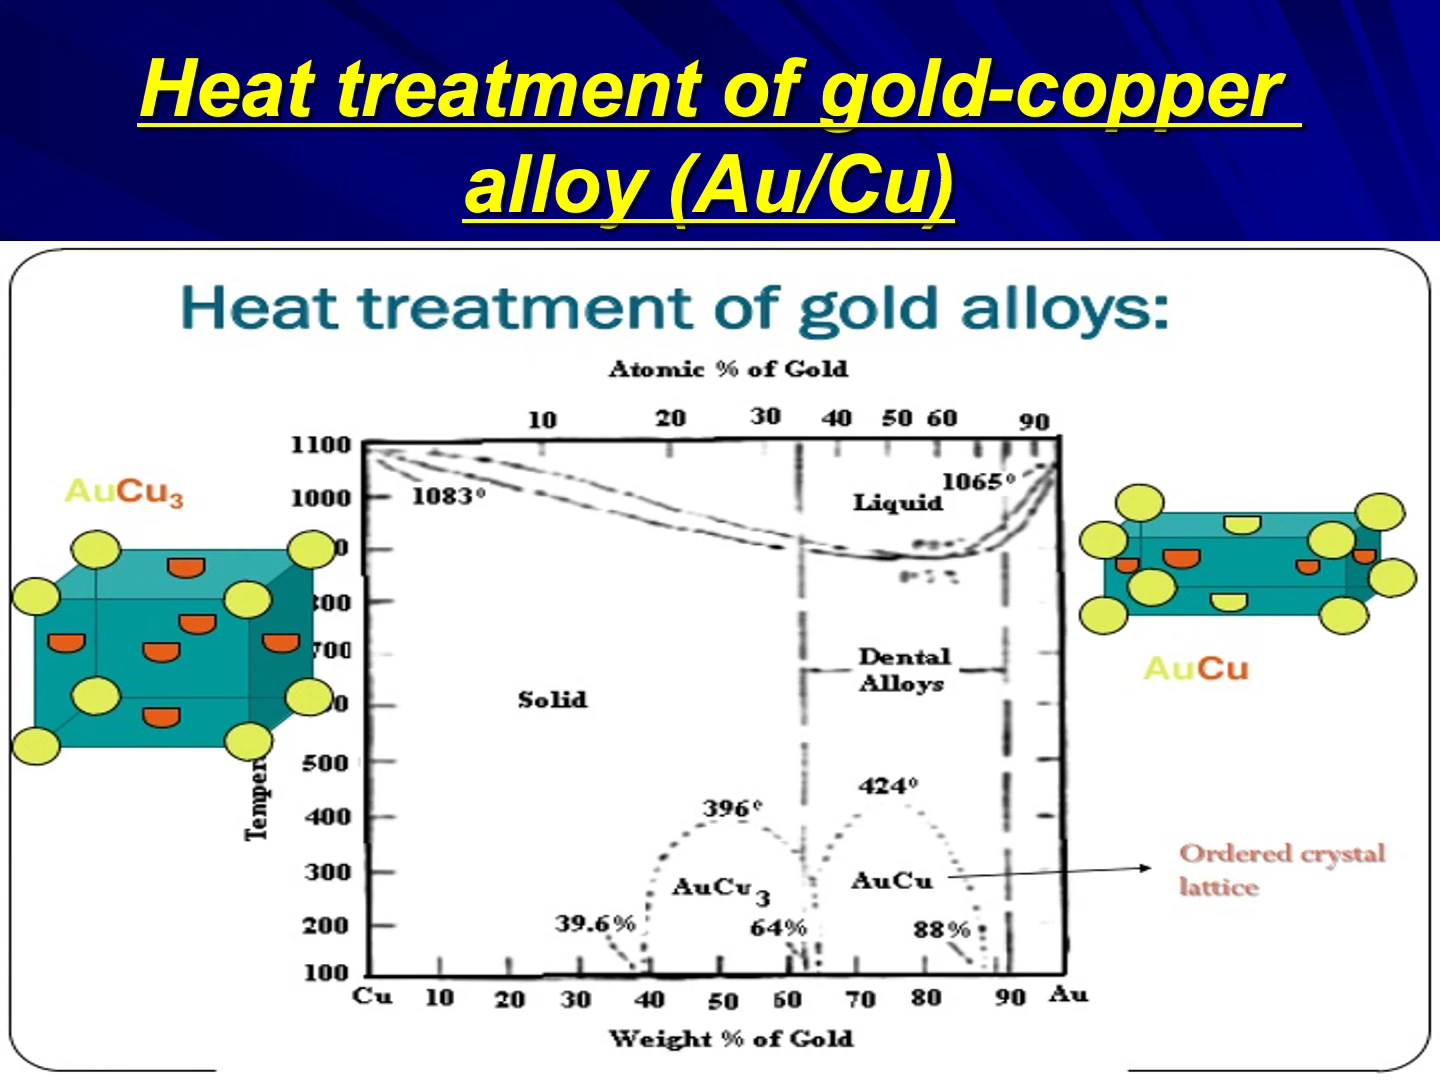 Heat treatment of gold-copper
alloy (Au/Cu)
Heat treatment of gold alloys:
Atomic % of Gold
10 20 30 40 50 60 90
1100
1000
800
700
500
400
300
200
100
AuCu3
1083°
1065°
Liquid
Dental
Alloys
Solid
AuCu
424°
396°
AuCu
AuCu3
Ordered crystal
lattice
39.6%
64%
88%
Temper
Cu 10 20 30 40 50 60 70 80 90 Au
Weight % of Gold